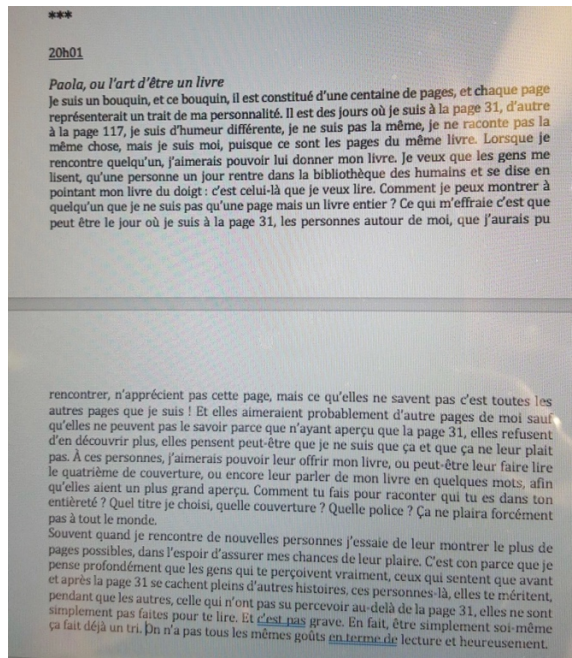 ***
20h01
Paola, ou l'art d'être un livre
Je suis un bouquin, et ce bouquin, il est constitué d'une centaine de pages, et chaque page
représenterait un trait de ma personnalité. Il est des jours où je suis à la page 31, d'autre
à la page 117, je suis d'humeur différente, je ne suis pas la même, je ne raconte pas la
même chose, mais je suis moi, puisque ce sont les pages du même livre. Lorsque je
rencontre quelqu'un, j'aimerais pouvoir lui donner mon livre. Je veux que les gens me
lisent, qu'une personne un jour rentre dans la bibliothèque des humains et se dise en
pointant mon livre du doigt : c'est celui-là que je veux lire. Comment je peux montrer à
quelqu'un que je ne suis pas qu'une page mais un livre entier ? Ce qui m'effraie c'est que
peut être le jour où je suis à la page 31, les personnes autour de moi, que j'aurais pu
rencontrer, n'apprécient pas cette page, mais ce qu'elles ne savent pas c'est toutes les
autres pages que je suis ! Et elles aimeraient probablement d'autre pages de moi sauf
qu'elles ne peuvent pas le savoir parce que n'ayant aperçu que la page 31, elles refusent
d'en découvrir plus, elles pensent peut-être que je ne suis que ça et que ça ne leur plait
pas. À ces personnes, j'aimerais pouvoir leur offrir mon livre, ou peut-être leur faire lire
le quatrième de couverture, ou encore leur parler de mon livre en quelques mots, afin
qu'elles aient un plus grand aperçu. Comment tu fais pour raconter qui tu es dans ton
entièreté ? Quel titre je choisi, quelle couverture ? Quelle police ? Ça ne plaira forcément
pas à tout le monde.
Souvent quand je rencontre de nouvelles personnes j'essaie de leur montrer le plus de
pages possibles, dans l'espoir d'assurer mes chances de leur plaire. C'est con parce que je
pense profondément que les gens qui te perçoivent vraiment, ceux qui sentent que avant
et après la page 31 se cachent pleins d'autres histoires, ces personnes-là, elles te méritent,
pendant que les autres, celle qui n'ont pas su percevoir au-delà de la page 31, elles ne sont
simplement pas faites pour te lire. Et c'est pas grave. En fait, être simplement soi-même
ça fait déjà un tri. On n'a pas tous les mêmes goûts en terme de lecture et heureusement.